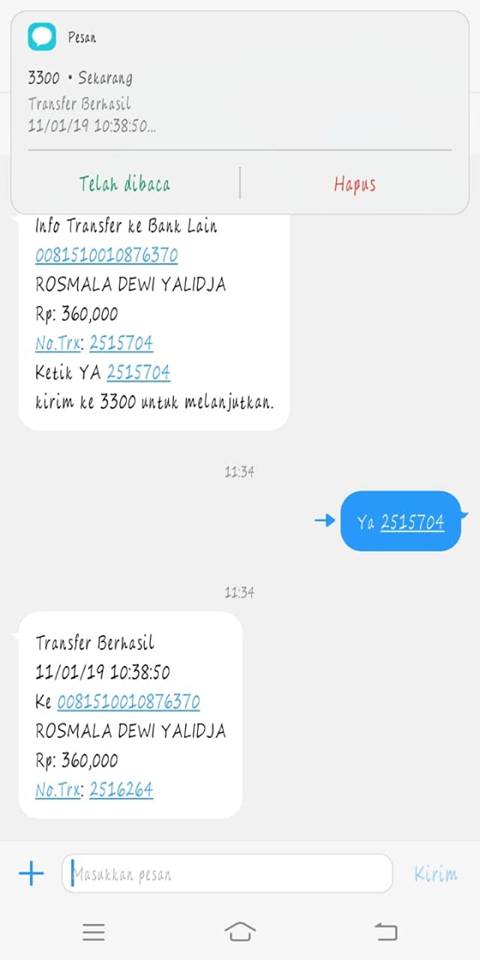 Pesan
3300 • Sekarang
Transfer Berhasil
11/01/19 10:38:50...
Telah dibaca
Hapus
Info Transfer ke Bank Lain
0081510010876370
ROSMALA DEWI YALIDJA
Rp: 360,000
No.Trx: 2515704
Ketik YA 2515704
kirim ke 3300 untuk melanjutkan.
11:34
Ya 2515704
11:34
Transfer Berhasil
11/01/19 10:38:50
Ke 0081510010876370
ROSMALA DEWI YALIDJA
Rp: 360,000
No.Trx: 2516264
Masukkan pesan
Kirim